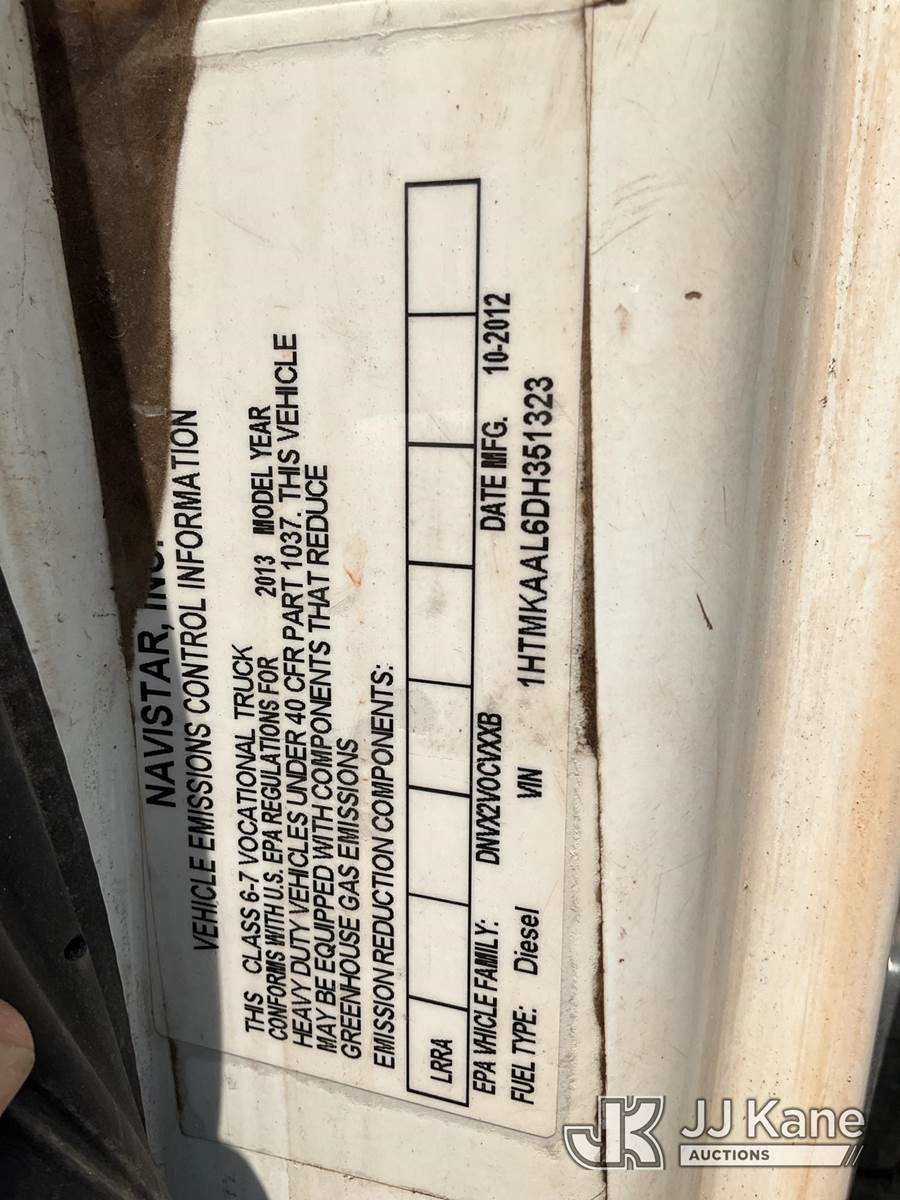 NAVISTAR, INC.
VEHICLE EMISSIONS CONTROL INFORMATION
THIS CLASS 6-7 VOCATIONAL TRUCK
CONFORMS WITH U.S. EPA REGULATIONS FOR 2013 MODEL YEAR
HEAVY DUTY VEHICLES UNDER 40 CFR PART 1037. THIS VEHICLE
MAY BE EQUIPPED WITH COMPONENTS THAT REDUCE
GREENHOUSE GAS EMISSIONS
EMISSION REDUCTION COMPONENTS:
LRRA
EPA VHICLE FAMILY: DNVX2VOCVXXB DATE MFG. 10-2012
FUEL TYPE: Diesel VIN 1HTMKAAL6DH351323
JK JJ Kane
AUCTIONS